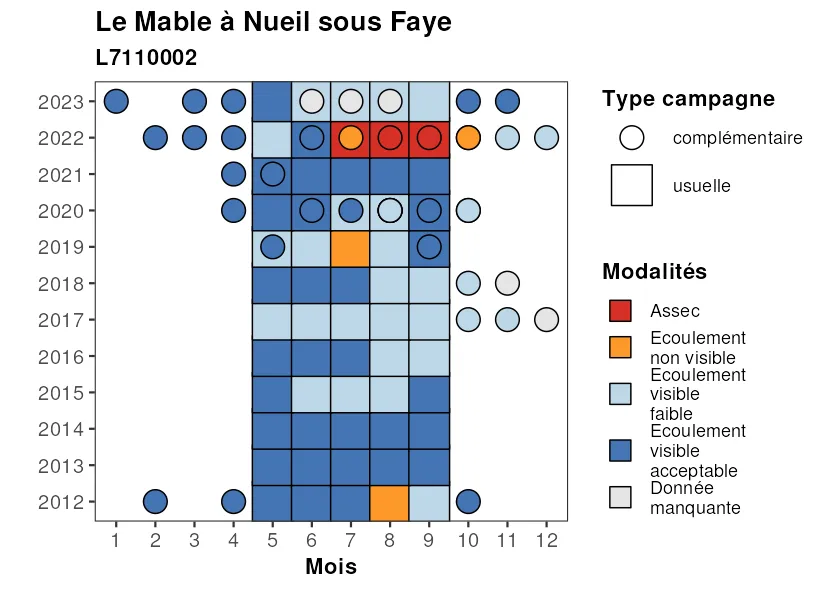 Le Mable à Nueil sous Faye
L7110002
2023
2022
2021
2020
2019
2018
2017
2016
2015
2014
2013
2012
1 2 3 4 5 6 7 8 9 10 11 12
Mois
Type campagne
complémentaire
usuelle
Modalités
Assec
Ecoulement
non visible
Ecoulement
visible
faible
Ecoulement
visible
acceptable
Donnée
manquante